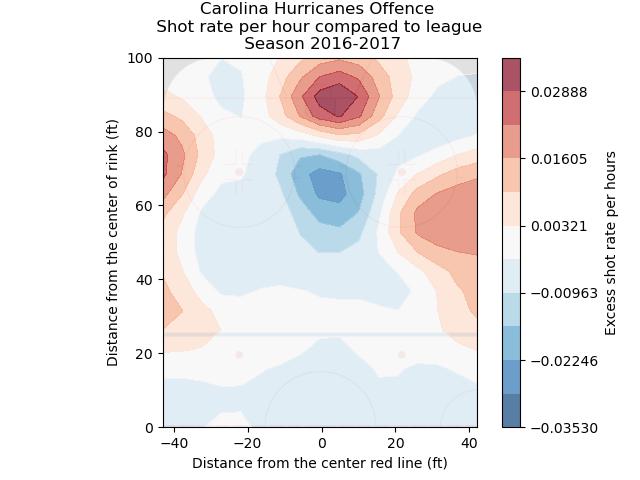 Carolina Hurricanes Offence
Shot rate per hour compared to league
Season 2016-2017
100
80
60
40
20
0
−40
−20
0
20
40
Distance from the center of rink (ft)
Distance from the center red line (ft)
0.02888
0.01605
0.00321
−0.00963
−0.02246
−0.03530
Excess shot rate per hours